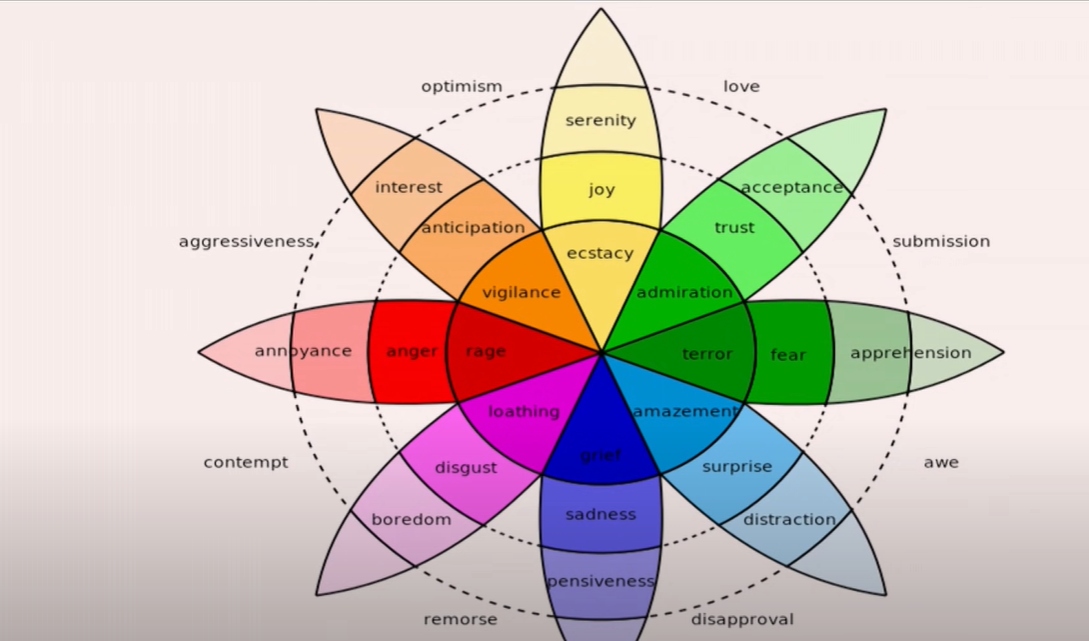 optimism
love
serenity
interest
joy
acceptance
anticipation
trust
aggressiveness
ecstacy
submission
vigilance
admiration
annoyance
anger
rage
terror
fear
apprehension
loathing
amazement
contempt
disgust
grief
surprise
awe
boredom
sadness
distraction
pensiveness
remorse
disapproval